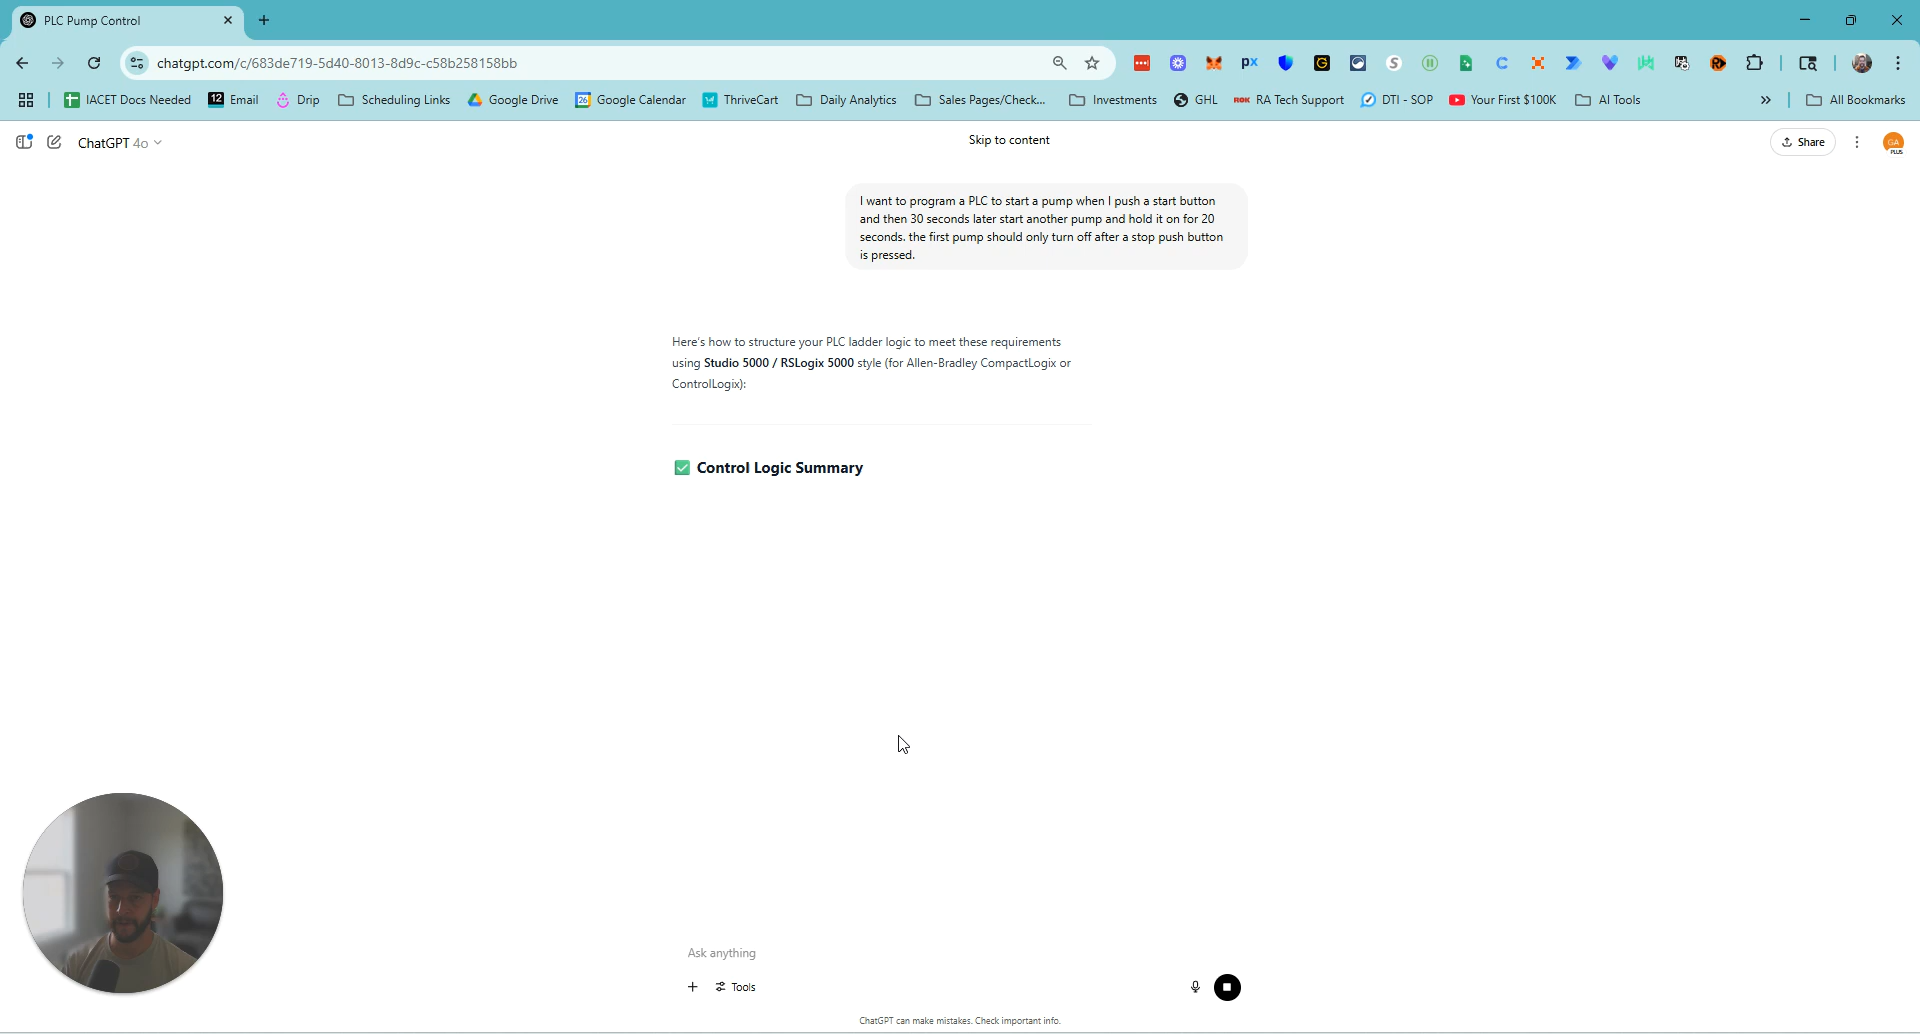 PLC Pump Control
chatgpt.com/c/683de719-5d40-8013-8d9c-c58b258158bb
IACET Docs Needed
12 Email
Drip
Scheduling Links
Google Drive
26 Google Calendar
ThriveCart
Daily Analytics
Sales Pages/Check...
Investments
GHL
RA Tech Support
DTI - SOP
Your First $100K
AI Tools
All Bookmarks
ChatGPT 4o
Skip to content
Share
GA
PLUS
I want to program a PLC to start a pump when I push a start button
and then 30 seconds later start another pump and hold it on for 20
seconds. the first pump should only turn off after a stop push button
is pressed.
Here's how to structure your PLC ladder logic to meet these requirements
using Studio 5000 / RSLogix 5000 style (for Allen-Bradley CompactLogix or
ControlLogix):
Control Logic Summary
Ask anything
Tools
ChatGPT can make mistakes. Check important info.